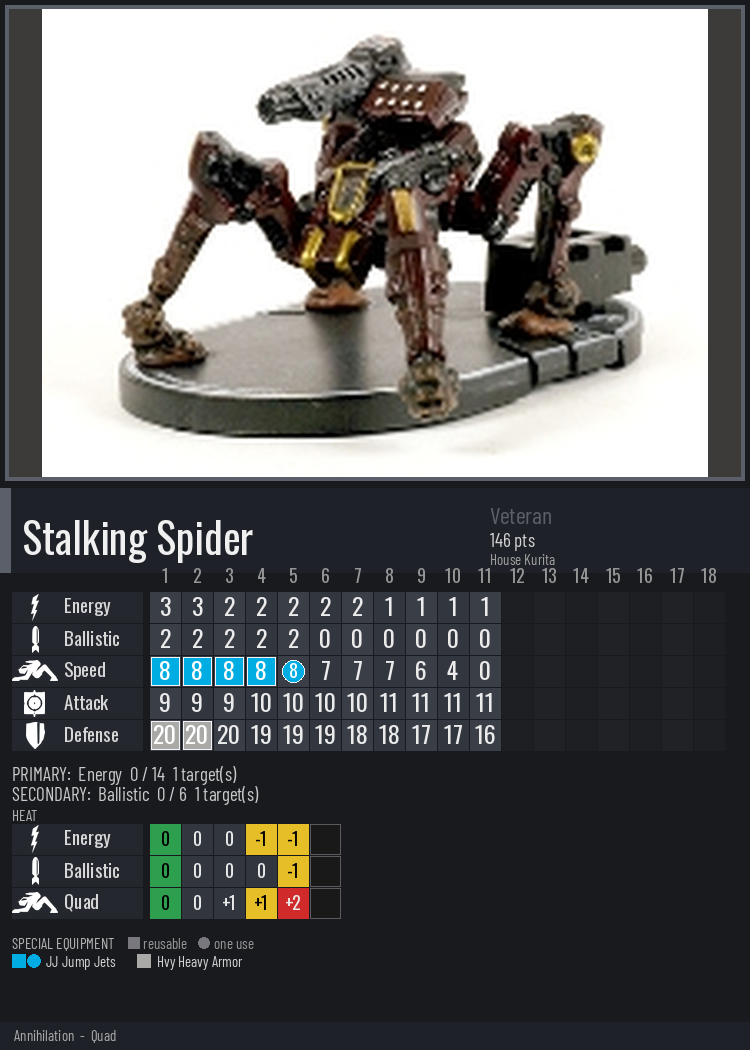 Stalking Spider
Veteran
146 pts
House Kurita
1 2 3 4 5 6 7 8 9 10 11 12 13 14 15 16 17 18
Energy 3 3 2 2 2 2 2 1 1 1 1
Ballistic 2 2 2 2 2 0 0 0 0 0 0
Speed 8 8 8 8 8 7 7 7 6 4 0
Attack 9 9 9 10 10 10 10 11 11 11 11
Defense 20 20 20 19 19 19 18 18 17 17 16
PRIMARY: Energy 0 / 14 1 target(s)
SECONDARY: Ballistic 0 / 6 1 target(s)
HEAT
Energy 0 0 0 -1 -1
Ballistic 0 0 0 0 -1
Quad 0 0 +1 +1 +2
SPECIAL EQUIPMENT reusable one use
JJ Jump Jets Hvy Heavy Armor
Annihilation - Quad